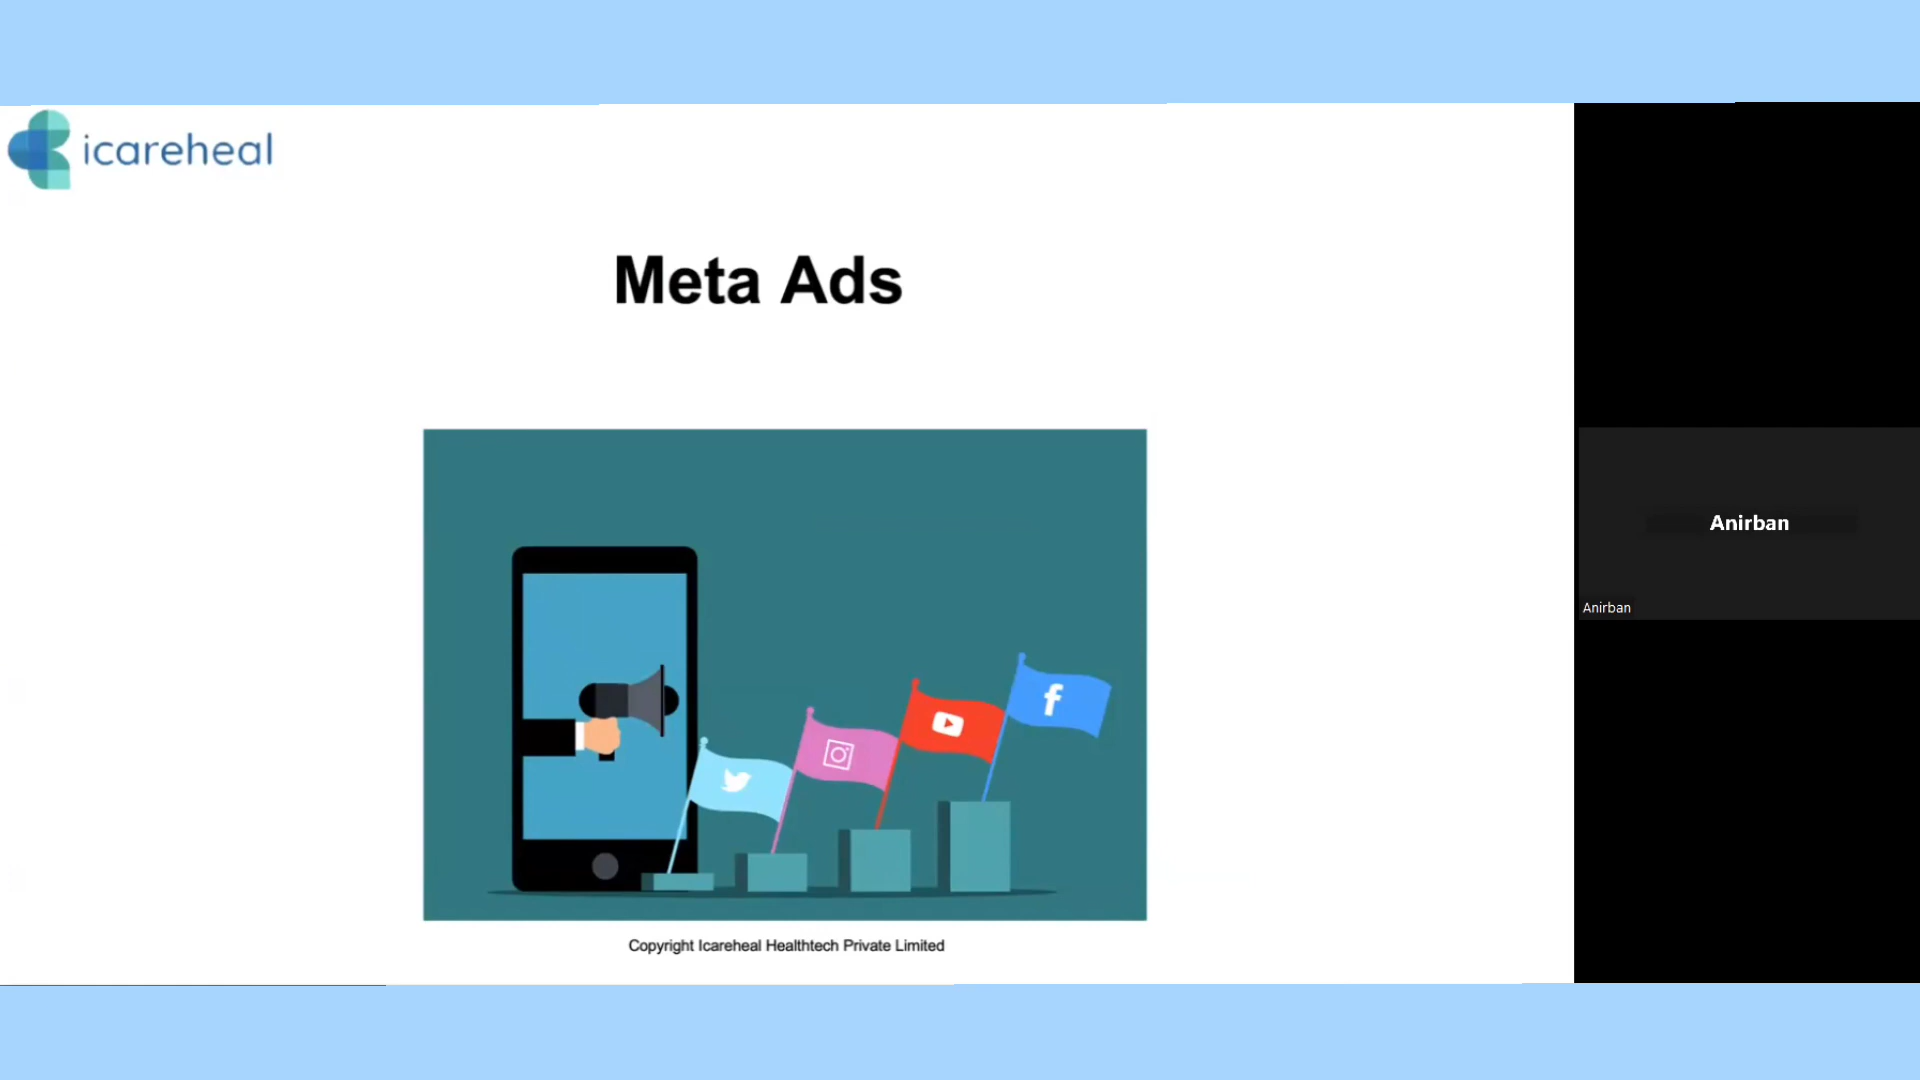 icareheal
Meta Ads
Anirban
Anirban
Copyright Icareheal Healthtech Private Limited